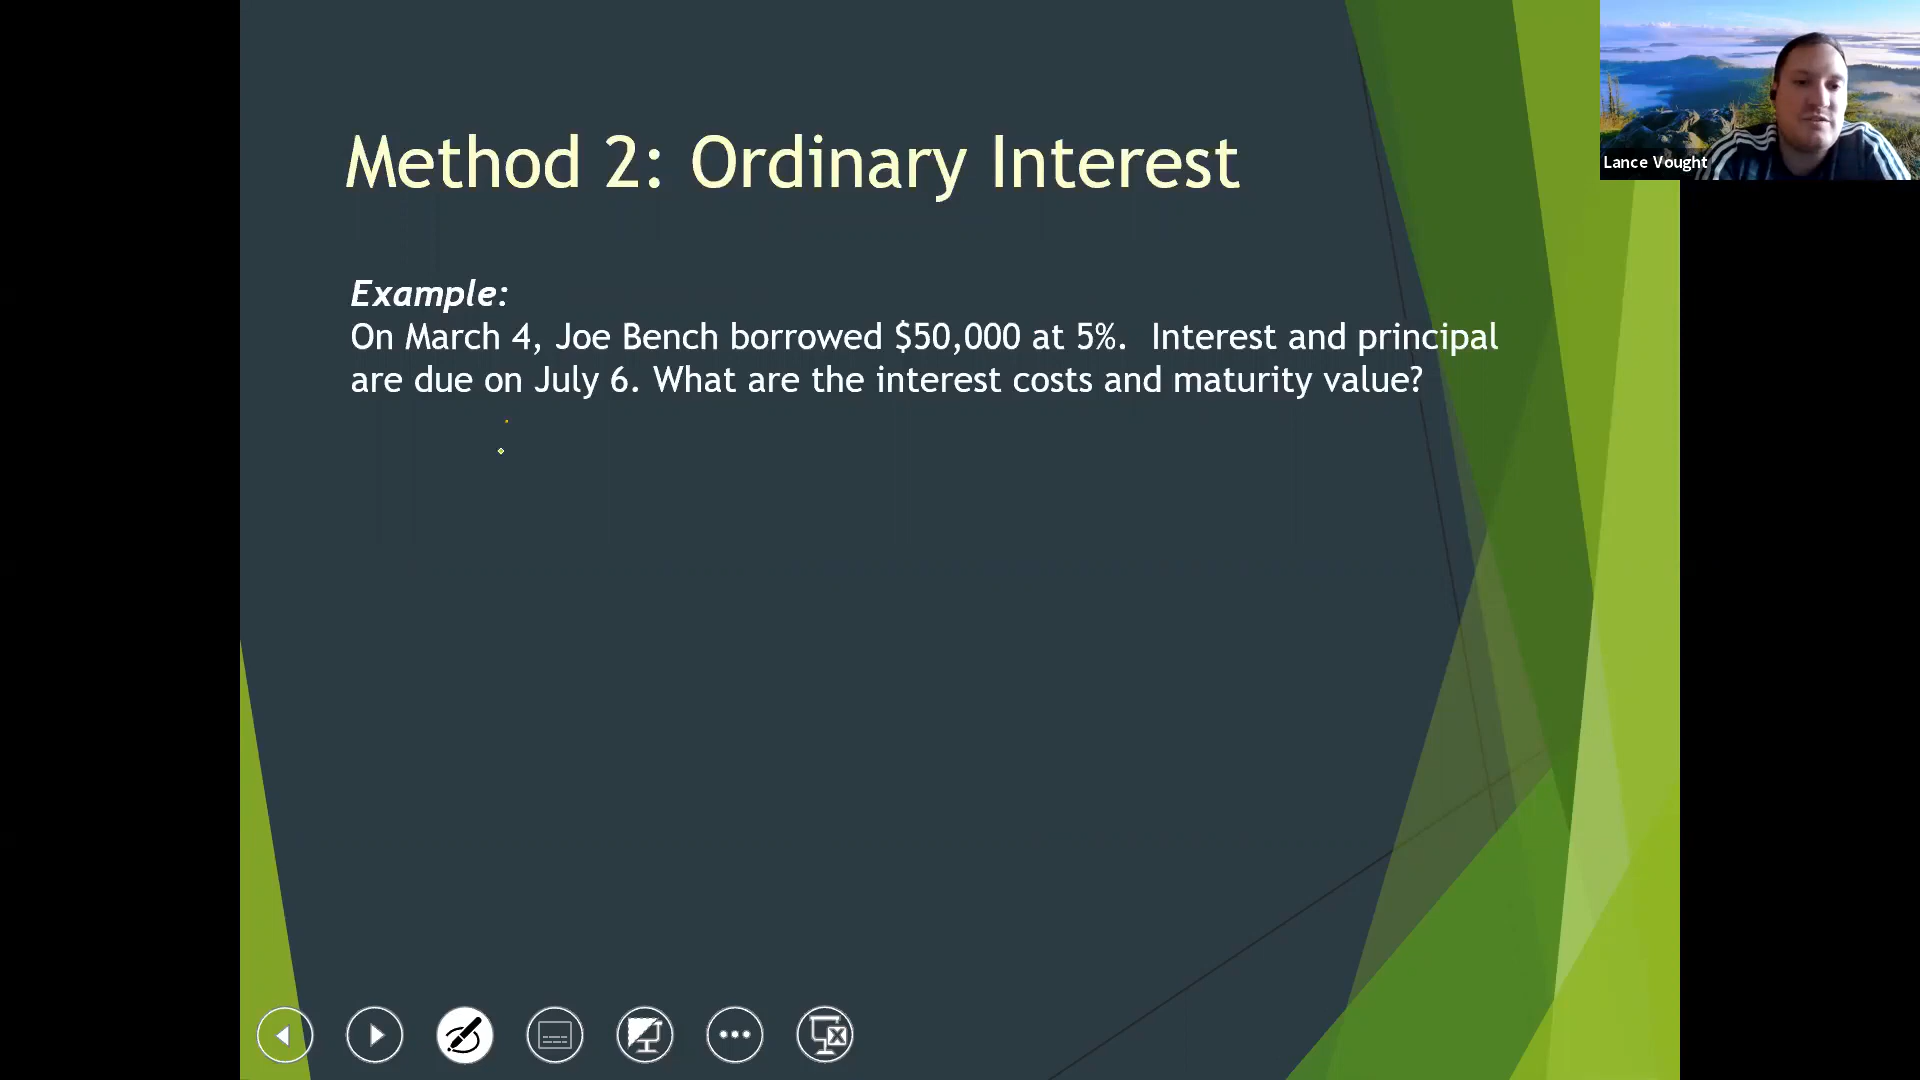 Method 2: Ordinary Interest
Lance Vought
Example:
On March 4, Joe Bench borrowed $50,000 at 5%.  Interest and principal
are due on July 6. What are the interest costs and maturity value?